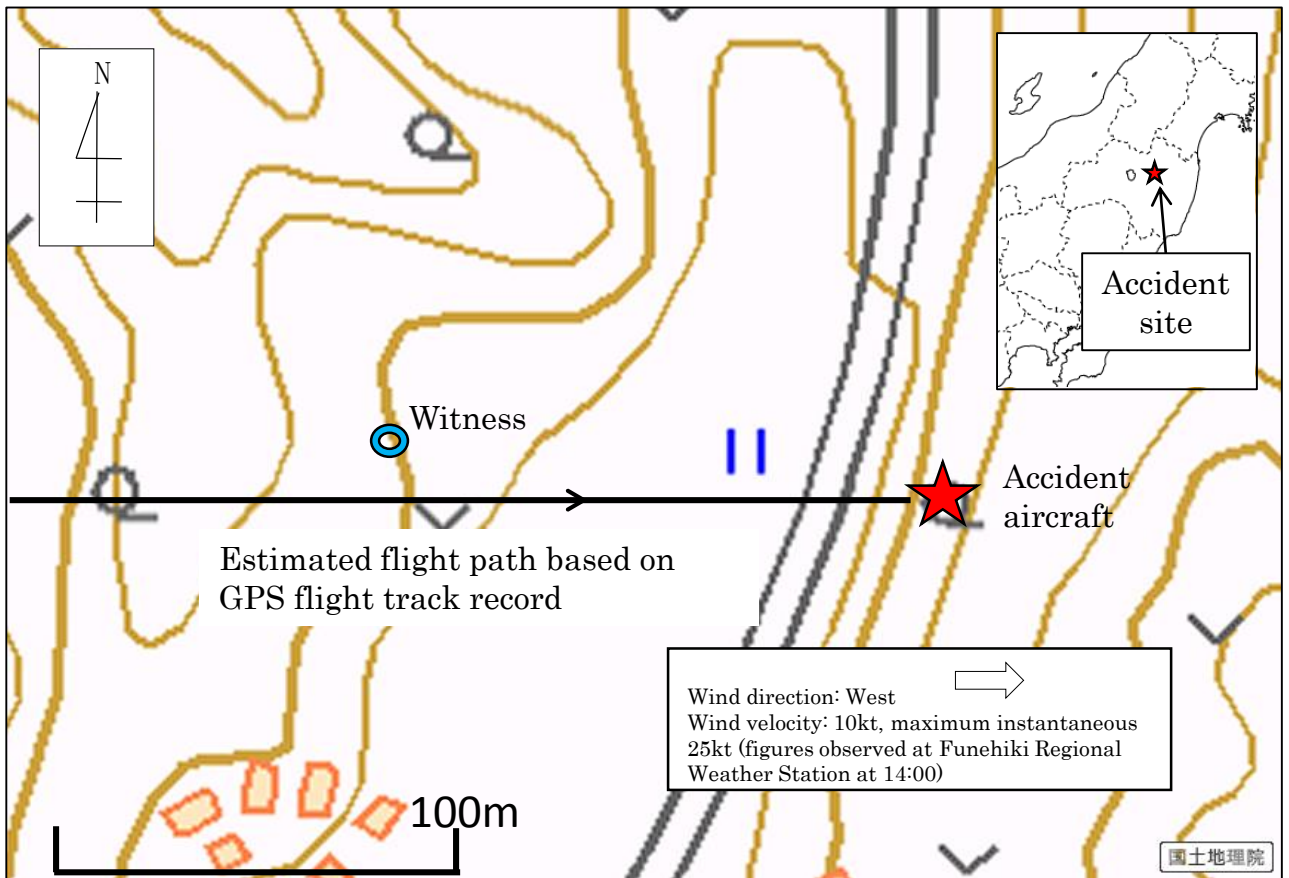 N
Accident
site
Witness
Accident
aircraft
Estimated flight path based on
GPS flight track record
Wind direction: West
Wind velocity: 10kt, maximum instantaneous
25kt (figures observed at Funehiki Regional
Weather Station at 14:00)
100m
国土地理院